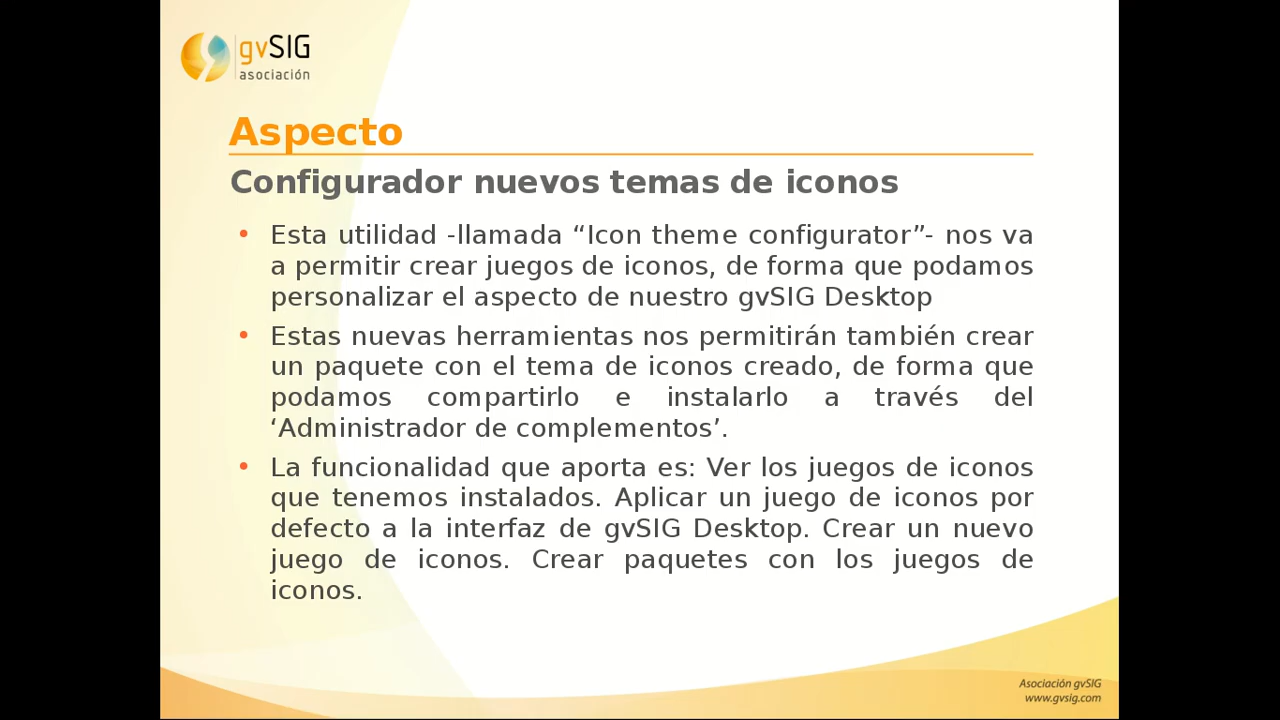 gvSIG
asociación
Aspecto
Configurador nuevos temas de iconos
• Esta utilidad -llamada “Icon theme configurator”- nos va
a permitir crear juegos de iconos, de forma que podamos
personalizar el aspecto de nuestro gvSIG Desktop
• Estas nuevas herramientas nos permitirán también crear
un paquete con el tema de iconos creado, de forma que
podamos compartirlo e instalarlo a través del
‘Administrador de complementos’.
• La funcionalidad que aporta es: Ver los juegos de iconos
que tenemos instalados. Aplicar un juego de iconos por
defecto a la interfaz de gvSIG Desktop. Crear un nuevo
juego de iconos. Crear paquetes con los juegos de
iconos.
Asociación gvSIG
www.gvsig.com